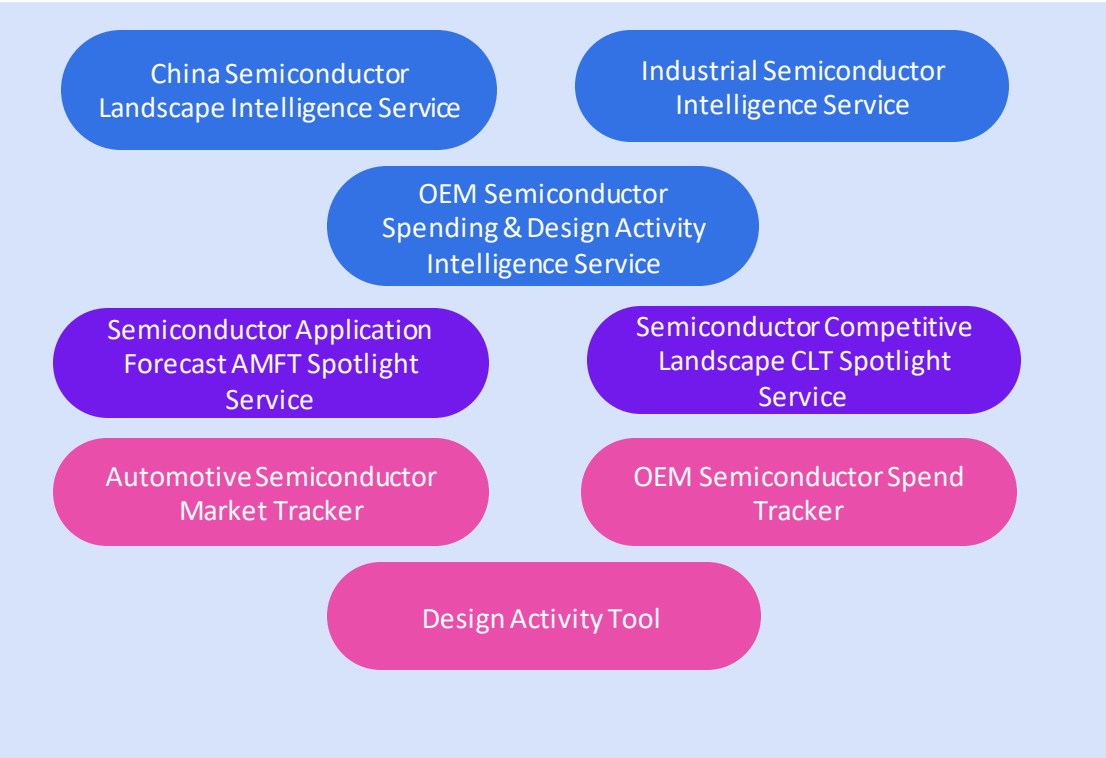 China Semiconductor
Landscape Intelligence Service
Industrial Semiconductor
Intelligence Service
OEM Semiconductor
Spending & Design Activity
Intelligence Service
Semiconductor Application
Forecast AMFT Spotlight
Service
Semiconductor Competitive
Landscape CLT Spotlight
Service
Automotive Semiconductor
Market Tracker
OEM Semiconductor Spend
Tracker
Design Activity Tool